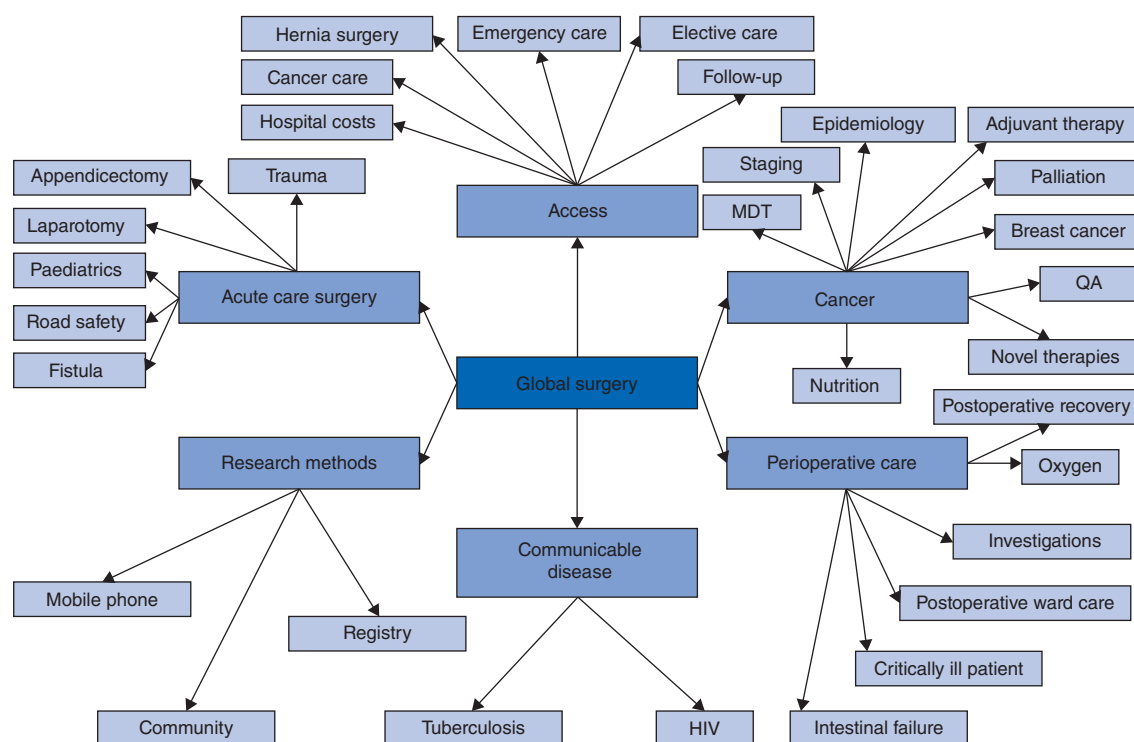 Hernia surgery
Emergency care
Elective care
Cancer care
Follow-up
Hospital costs
Epidemiology
Adjuvant therapy
Staging
Appendicectomy
Trauma
Palliation
Access
MDT
Laparotomy
Breast cancer
Paediatrics
Acute care surgery
Cancer
QA
Road safety
Novel therapies
Fistula
Global surgery
Nutrition
Postoperative recovery
Research methods
Perioperative care
Oxygen
Investigations
Communicable
disease
Mobile phone
Postoperative ward care
Registry
Critically ill patient
Community
Tuberculosis
HIV
Intestinal failure